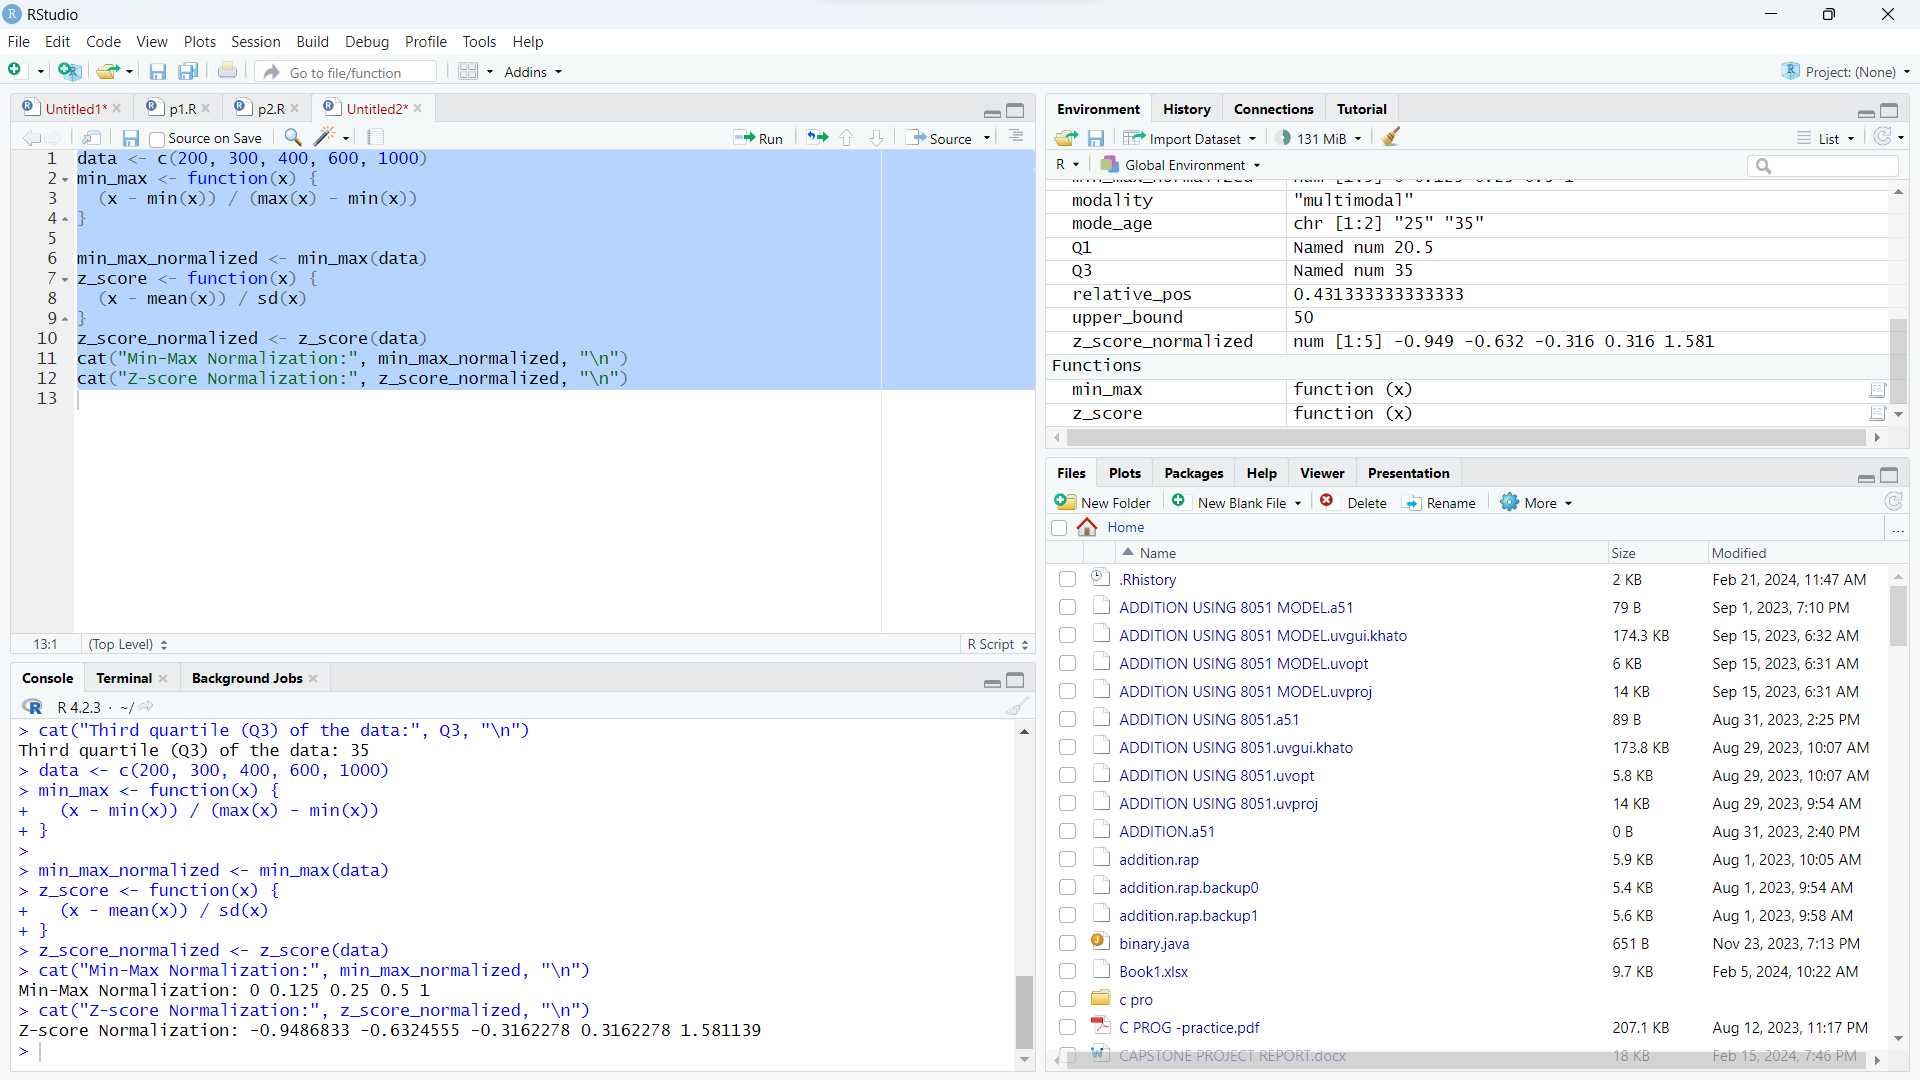 RStudio
File Edit Code View Plots Session Build Debug Profile Tools Help
Go to file/function Addins Project: (None)
Untitled1* p1.R p2.R Untitled2*
Source on Save Run Source
1 data <- c(200, 300, 400, 600, 1000)
2 min_max <- function(x) {
3 (x - min(x)) / (max(x) - min(x))
4 }
5
6 min_max_normalized <- min_max(data)
7 z_score <- function(x) {
8 (x - mean(x)) / sd(x)
9 }
10 z_score_normalized <- z_score(data)
11 cat("Min-Max Normalization:", min_max_normalized, "\n")
12 cat("Z-score Normalization:", z_score_normalized, "\n")
13
13:1 (Top Level) R Script
Console Terminal Background Jobs
R 4.2.3 · ~/
> cat("Third quartile (Q3) of the data:", Q3, "\n")
Third quartile (Q3) of the data: 35
> data <- c(200, 300, 400, 600, 1000)
> min_max <- function(x) {
+ (x - min(x)) / (max(x) - min(x))
+ }
>
> min_max_normalized <- min_max(data)
> z_score <- function(x) {
+ (x - mean(x)) / sd(x)
+ }
> z_score_normalized <- z_score(data)
> cat("Min-Max Normalization:", min_max_normalized, "\n")
Min-Max Normalization: 0 0.125 0.25 0.5 1
> cat("Z-score Normalization:", z_score_normalized, "\n")
Z-score Normalization: -0.9486833 -0.6324555 -0.3162278 0.3162278 1.581139
>
Environment History Connections Tutorial
Import Dataset 131 MiB List
R Global Environment
min_max_normalized num [1:5] 0 0.125 0.25 0.5 1
modality "multimodal"
mode_age chr [1:2] "25" "35"
Q1 Named num 20.5
Q3 Named num 35
relative_pos 0.431333333333333
upper_bound 50
z_score_normalized num [1:5] -0.949 -0.632 -0.316 0.316 1.581
Functions
min_max function (x)
z_score function (x)
Files Plots Packages Help Viewer Presentation
New Folder New Blank File Delete Rename More
Home ...
Name Size Modified
.Rhistory 2 KB Feb 21, 2024, 11:47 AM
ADDITION USING 8051 MODEL.a51 79 B Sep 1, 2023, 7:10 PM
ADDITION USING 8051 MODEL.uvgui.khato 174.3 KB Sep 15, 2023, 6:32 AM
ADDITION USING 8051 MODEL.uvopt 6 KB Sep 15, 2023, 6:31 AM
ADDITION USING 8051 MODEL.uvproj 14 KB Sep 15, 2023, 6:31 AM
ADDITION USING 8051.a51 89 B Aug 31, 2023, 2:25 PM
ADDITION USING 8051.uvgui.khato 173.8 KB Aug 29, 2023, 10:07 AM
ADDITION USING 8051.uvopt 5.8 KB Aug 29, 2023, 10:07 AM
ADDITION USING 8051.uvproj 14 KB Aug 29, 2023, 9:54 AM
ADDITION.a51 0 B Aug 31, 2023, 2:40 PM
addition.rap 5.9 KB Aug 1, 2023, 10:05 AM
addition.rap.backup0 5.4 KB Aug 1, 2023, 9:54 AM
addition.rap.backup1 5.6 KB Aug 1, 2023, 9:58 AM
binary.java 651 B Nov 23, 2023, 7:13 PM
Book1.xlsx 9.7 KB Feb 5, 2024, 10:22 AM
c pro
C PROG -practice.pdf 207.1 KB Aug 12, 2023, 11:17 PM
CAPSTONE PROJECT REPORT.docx 18 KB Feb 15, 2024, 7:46 PM